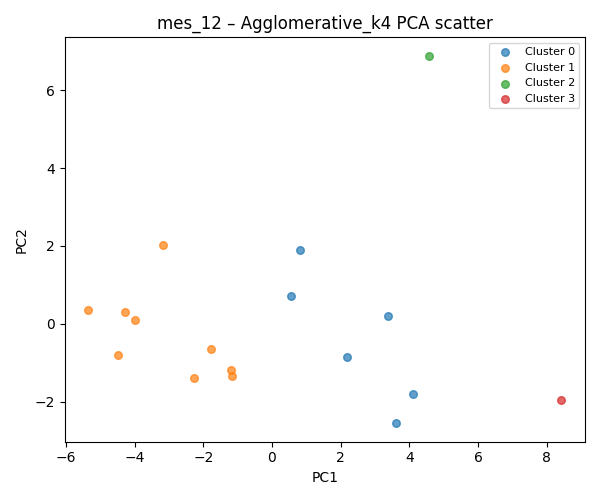 mes_12 – Agglomerative_k4 PCA scatter
Cluster 0
Cluster 1
Cluster 2
Cluster 3
PC2
6
4
2
0
−2
−6 −4 −2 0 2 4 6 8
PC1